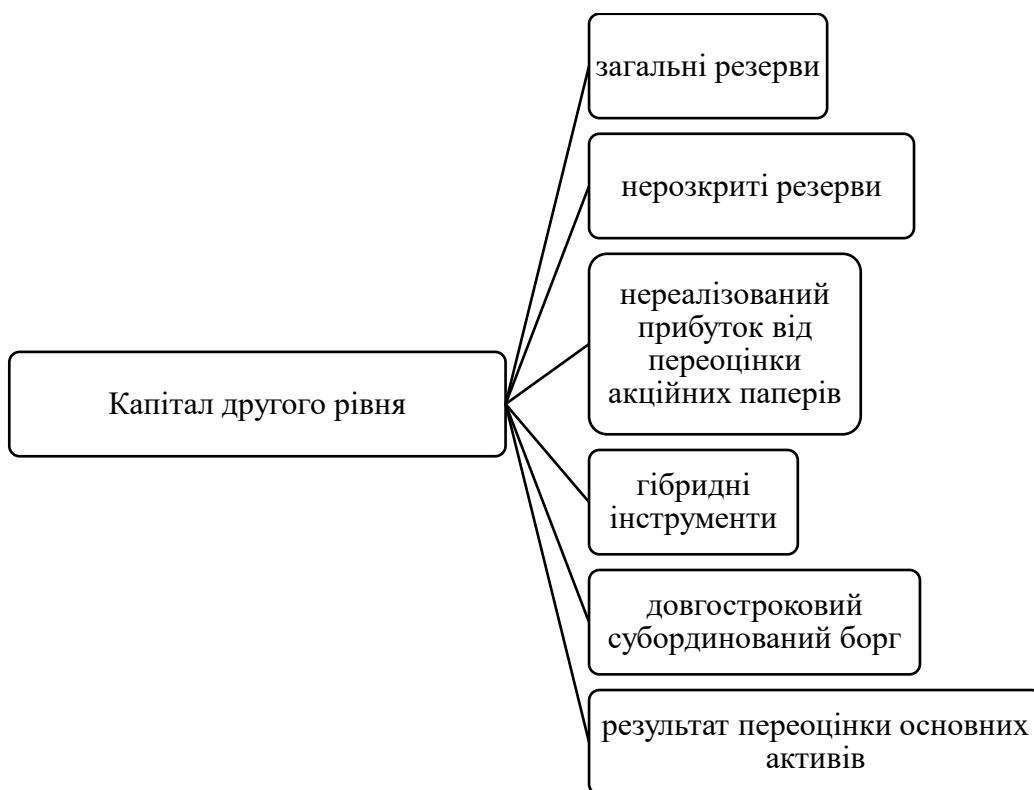 Капітал другого рівня
загальні резерви
нерозкриті резерви
нереалізований
прибуток від
переоцінки
акційних паперів
гібридні
інструменти
довгостроковий
субординований борг
результат переоцінки основних
активів